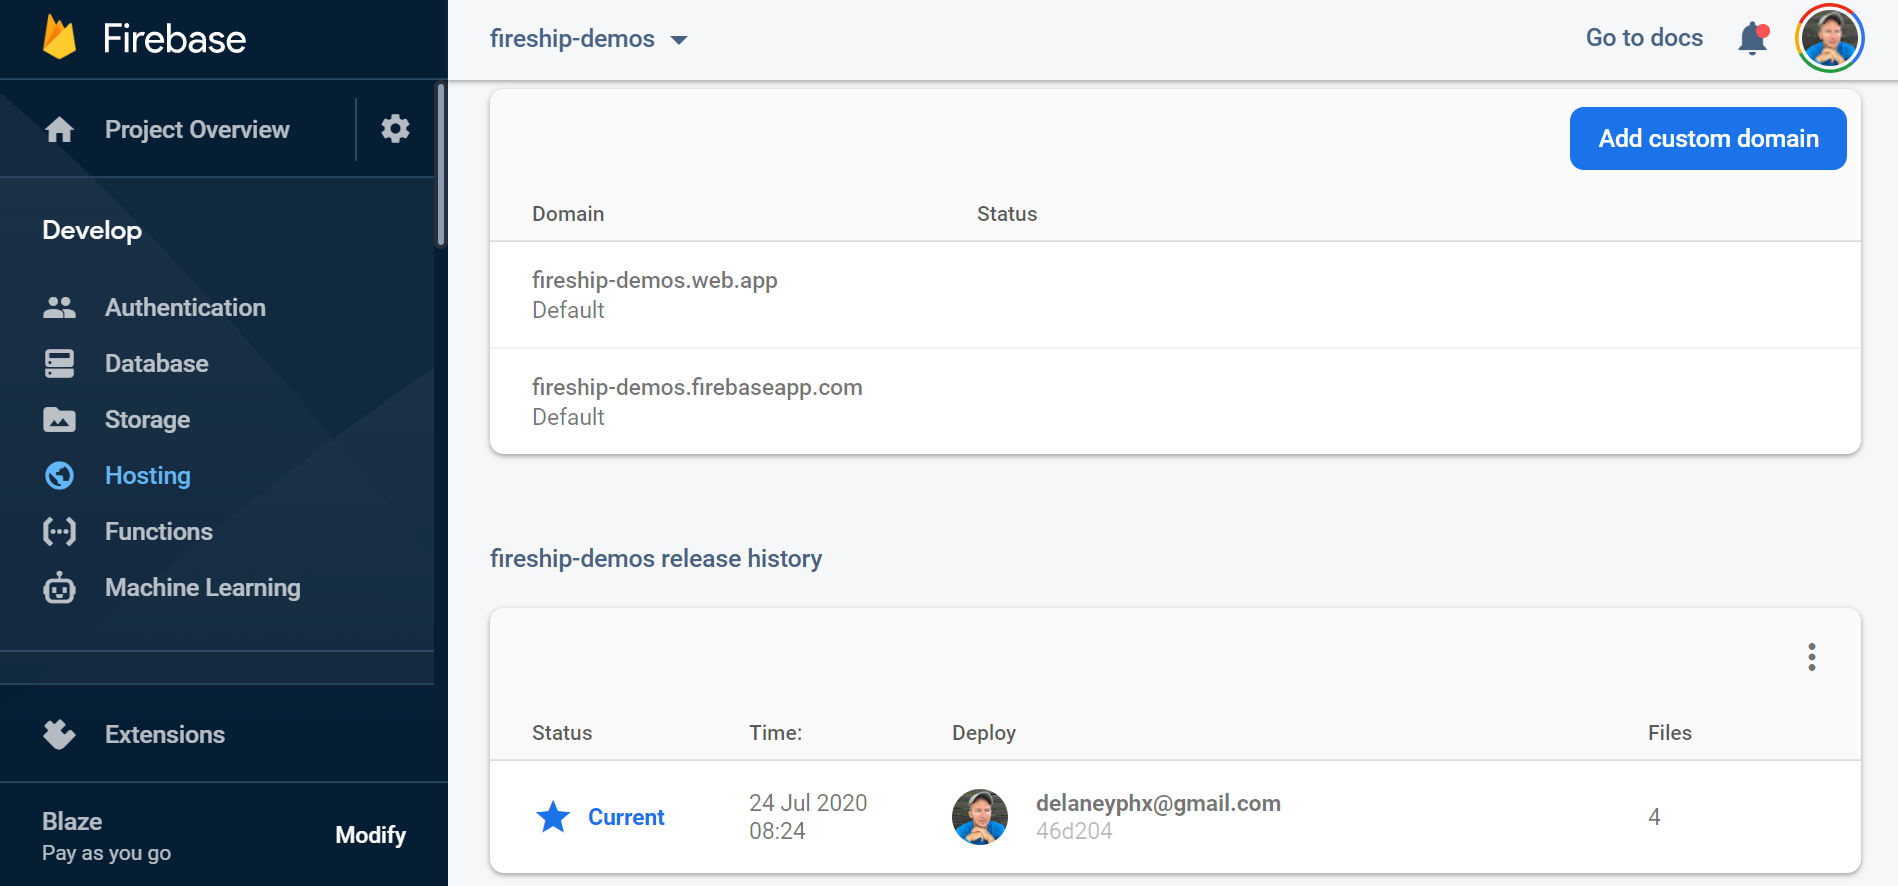 Firebase
Project Overview
Develop
Authentication
Database
Storage
Hosting
Functions
Machine Learning
Extensions
Blaze
Pay as you go
Modify
fireship-demos
Go to docs
Add custom domain
Domain Status
fireship-demos.web.app
Default
fireship-demos.firebaseapp.com
Default
fireship-demos release history
Status Time: Deploy Files
Current 24 Jul 2020 delaneyphx@gmail.com 4
08:24 46d204